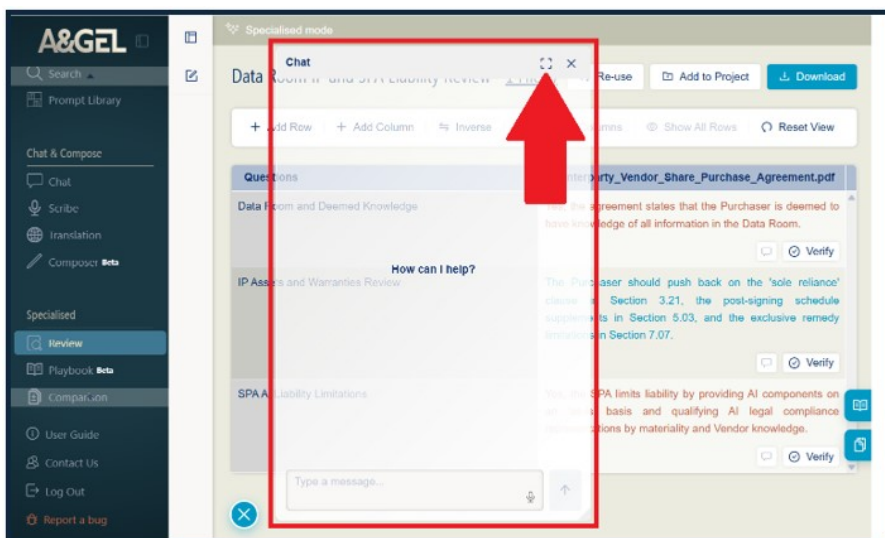 A&GEL
Search
Prompt Library
Chat & Compose
Chat
Scribe
Translation
Composer Beta
Specialised
Review
Playbook Beta
Comparison
User Guide
Contact Us
Log Out
Report a bug
Specialised mode
Data Room IP and SPA Liability Review
Re-use
Add to Project
Download
Add Row
Add Column
Inverse
Show All Rows
Reset View
Chat
How can I help?
Type a message...
Questions
_Vendor_Share_Purchase_Agreement.pdf
Data Room and Deemed Knowledge
the agreement states that the Purchaser is deemed to
have knowledge of all information in the Data Room.
Verify
IP Assets and Warranties Review
The Purchaser should push back on the 'sole reliance'
clause in Section 3.21, the post-signing schedule
supplements in Section 5.03, and the exclusive remedy
limitations in Section 7.07.
Verify
SPA AI Liability Limitations
SPA limits liability by providing AI components on
basis and qualifying AI legal compliance
by materiality and Vendor knowledge.
Verify